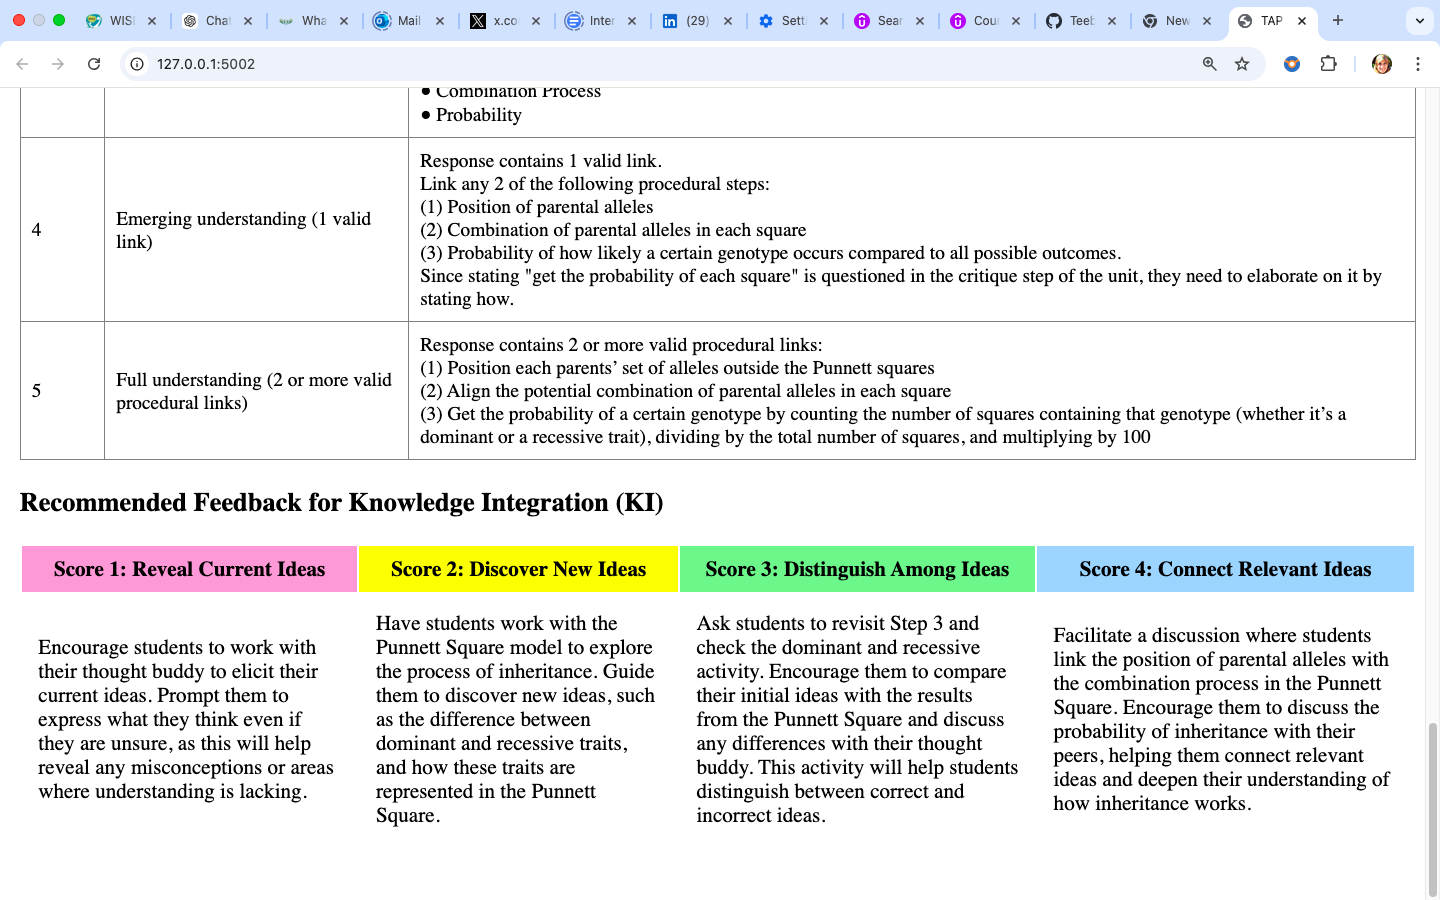 WISI
Chat
Wha
Mail
x.co
Inter
(29)
Sett
Sear
Cou
Teeb
New
TAP
127.0.0.1:5002
• Combination Process
• Probability
4
Emerging understanding (1 valid
link)
Response contains 1 valid link.
Link any 2 of the following procedural steps:
(1) Position of parental alleles
(2) Combination of parental alleles in each square
(3) Probability of how likely a certain genotype occurs compared to all possible outcomes.
Since stating "get the probability of each square" is questioned in the critique step of the unit, they need to elaborate on it by
stating how.
5
Full understanding (2 or more valid
procedural links)
Response contains 2 or more valid procedural links:
(1) Position each parents’ set of alleles outside the Punnett squares
(2) Align the potential combination of parental alleles in each square
(3) Get the probability of a certain genotype by counting the number of squares containing that genotype (whether it’s a
dominant or a recessive trait), dividing by the total number of squares, and multiplying by 100
Recommended Feedback for Knowledge Integration (KI)
Score 1: Reveal Current Ideas
Encourage students to work with
their thought buddy to elicit their
current ideas. Prompt them to
express what they think even if
they are unsure, as this will help
reveal any misconceptions or areas
where understanding is lacking.
Score 2: Discover New Ideas
Have students work with the
Punnett Square model to explore
the process of inheritance. Guide
them to discover new ideas, such
as the difference between
dominant and recessive traits,
and how these traits are
represented in the Punnett
Square.
Score 3: Distinguish Among Ideas
Ask students to revisit Step 3 and
check the dominant and recessive
activity. Encourage them to compare
their initial ideas with the results
from the Punnett Square and discuss
any differences with their thought
buddy. This activity will help students
distinguish between correct and
incorrect ideas.
Score 4: Connect Relevant Ideas
Facilitate a discussion where students
link the position of parental alleles with
the combination process in the Punnett
Square. Encourage them to discuss the
probability of inheritance with their
peers, helping them connect relevant
ideas and deepen their understanding of
how inheritance works.